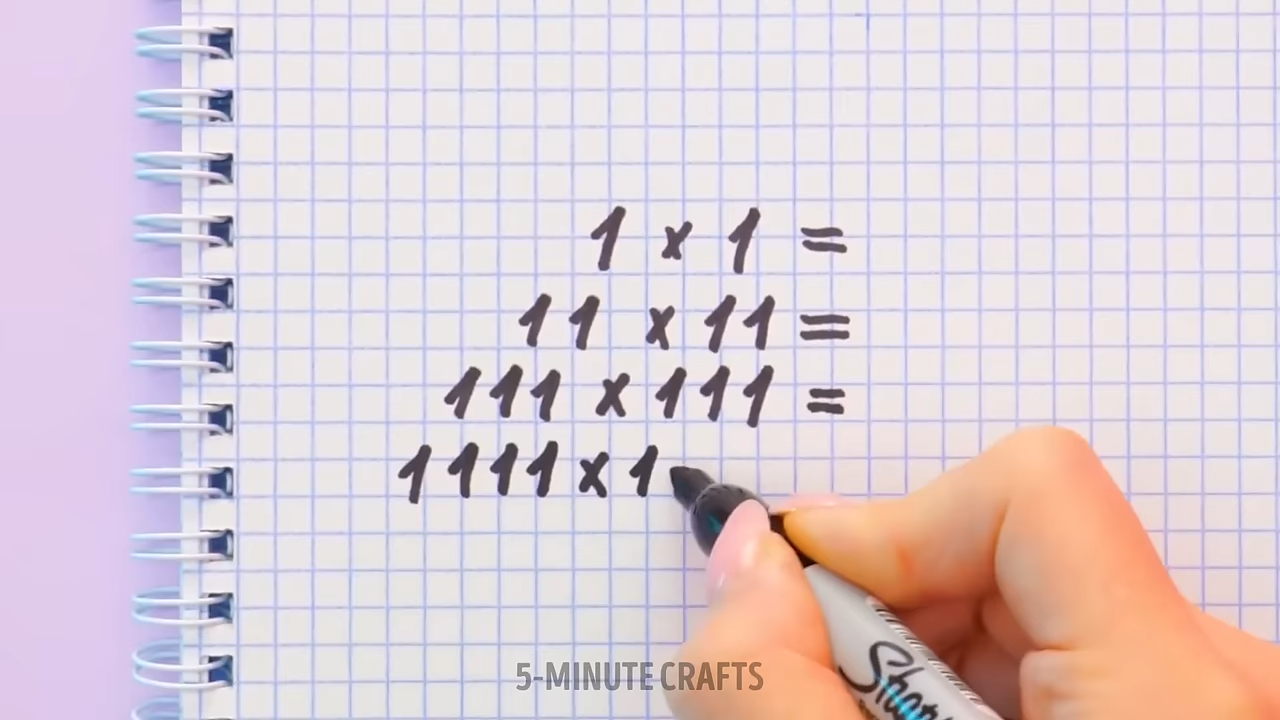 1 x 1 =
11 x 11 =
111 x 111 =
1111 x 1
5-MINUTE CRAFTS